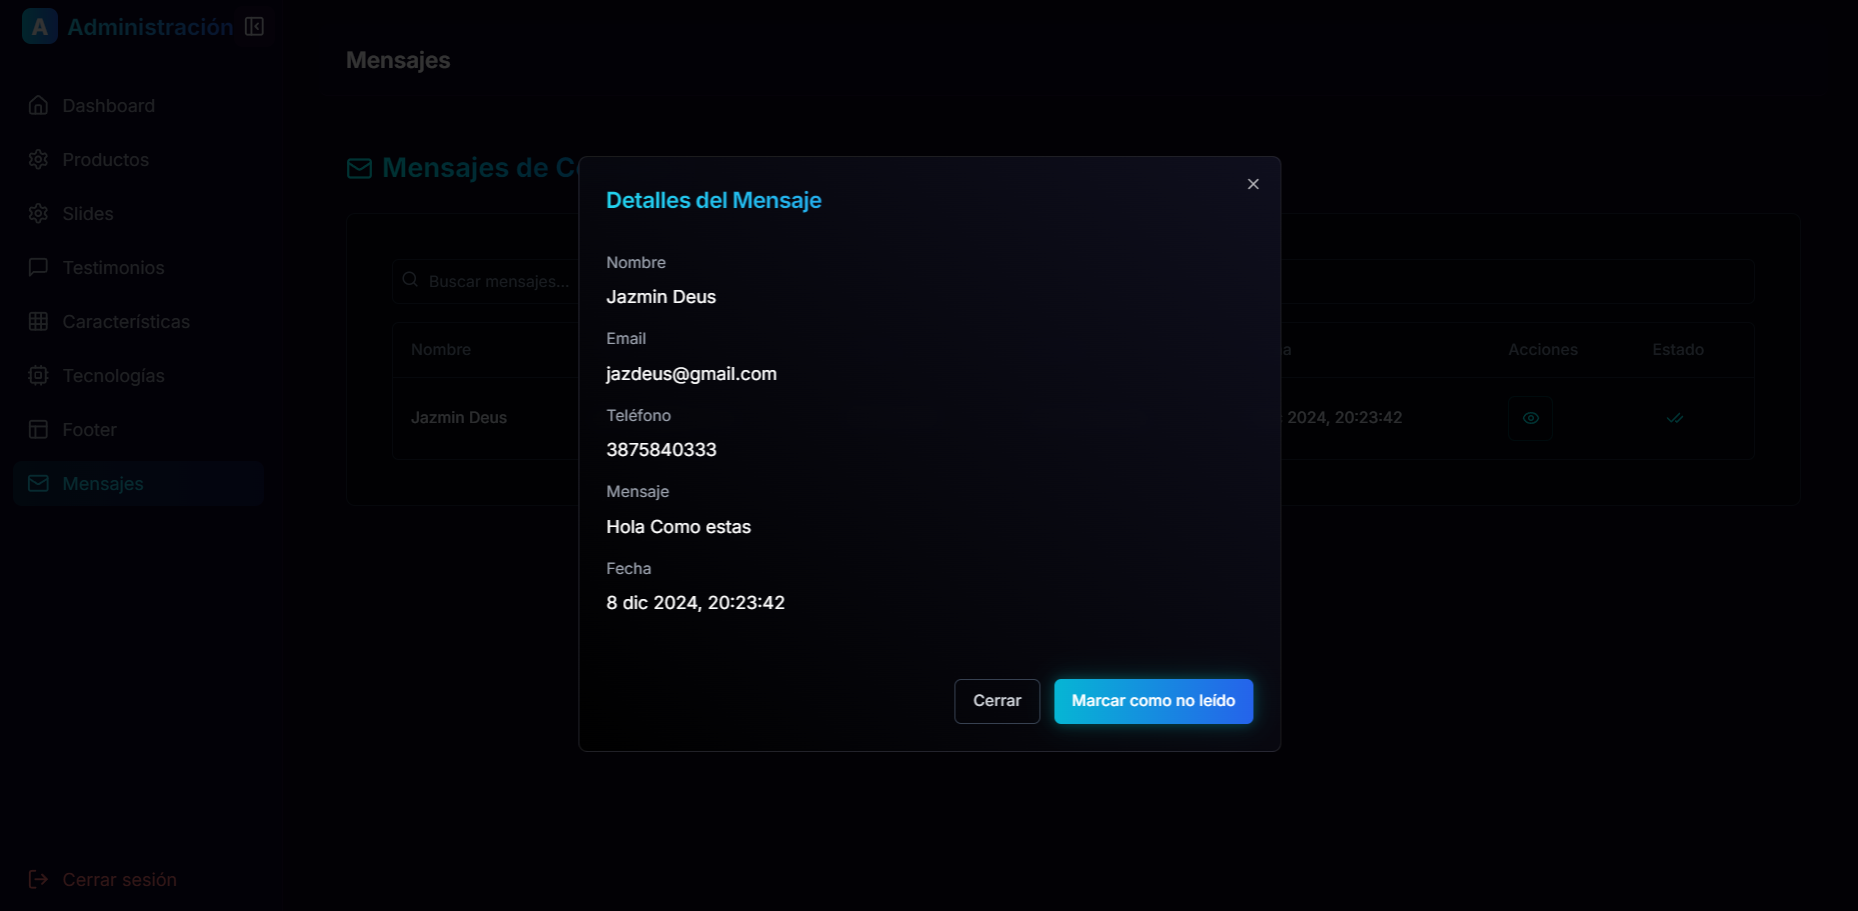 A Administración
Mensajes
Dashboard
Productos
Slides
Testimonios
Características
Tecnologías
Footer
Mensajes
Cerrar sesión
Mensajes de
Buscar mensajes...
Nombre
Acciones
Estado
Jazmin Deus
2024, 20:23:42
Detalles del Mensaje
Nombre
Jazmin Deus
Email
jazdeus@gmail.com
Teléfono
3875840333
Mensaje
Hola Como estas
Fecha
8 dic 2024, 20:23:42
Cerrar
Marcar como no leído